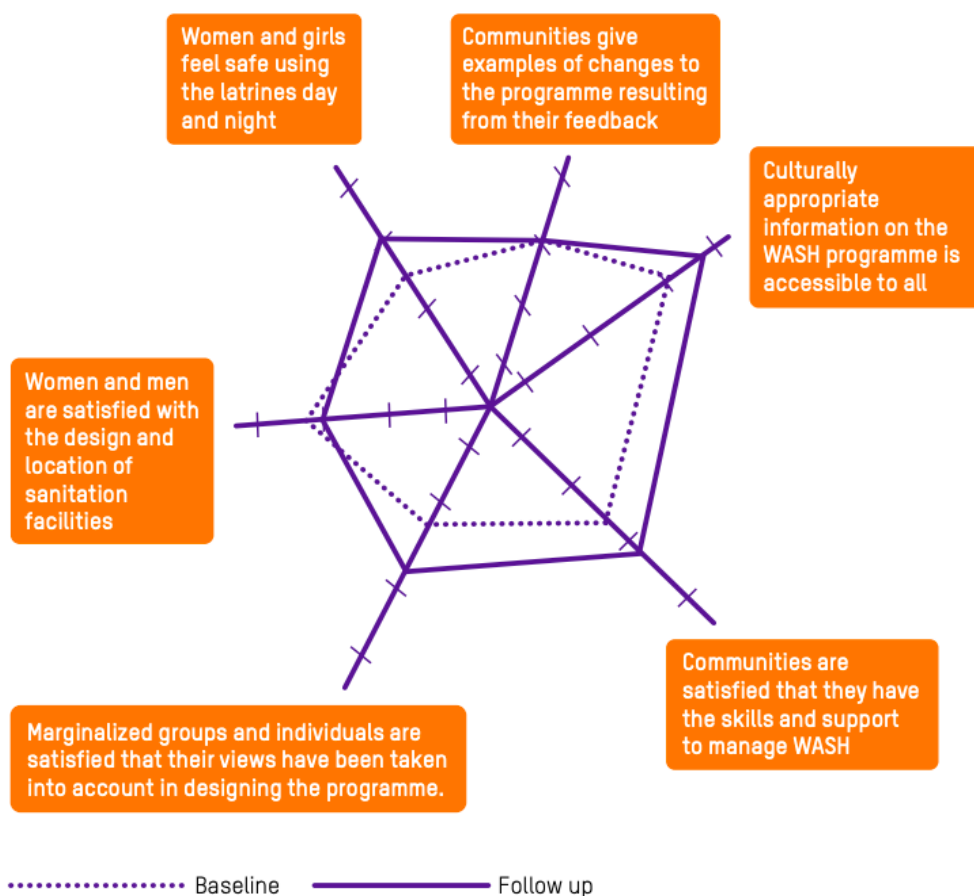 Women and girls
feel safe using
the latrines day
and night
Communities give
examples of changes to
the programme resulting
from their feedback
Culturally
appropriate
information on the
WASH programme is
accessible to all
Women and men
are satisfied with
the design and
location of
sanitation
facilities
Communities are
satisfied that they have
the skills and support
to manage WASH
Marginalized groups and individuals are
satisfied that their views have been taken
into account in designing the programme.
Baseline
Follow up